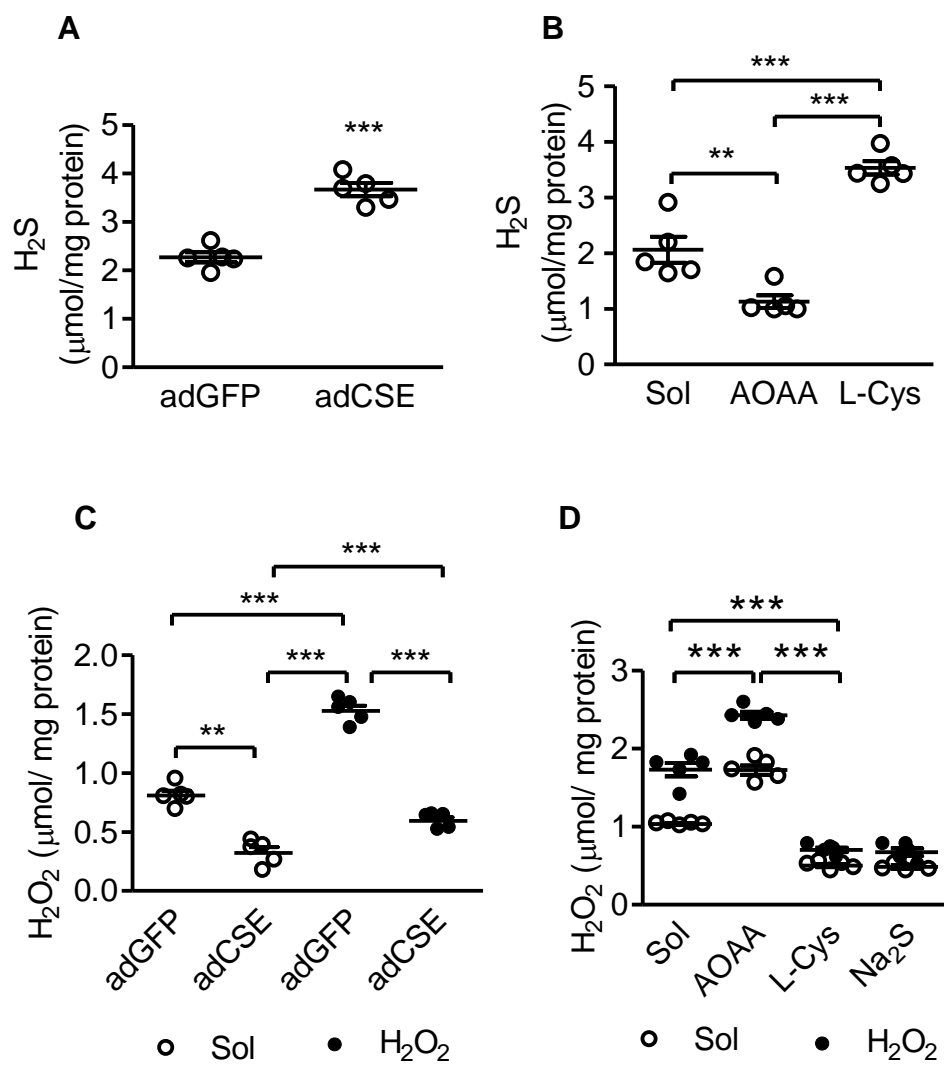 A
H₂S
(μmol/mg protein)
5
4
3
2
1
0
***
adGFP
adCSE
B
H₂S
(μmol/mg protein)
5
4
3
2
1
0
***
***
**
Sol
AOAA
L-Cys
C
H₂O₂ (μmol/ mg protein)
2.0
1.5
1.0
0.5
0.0
***
***
***
***
**
adGFP
adCSE
adGFP
adCSE
Sol
H₂O₂
D
H₂O₂ (μmol/ mg protein)
3
2
1
0
***
***
***
Sol
AOAA
L-Cys
Na₂S
Sol
H₂O₂